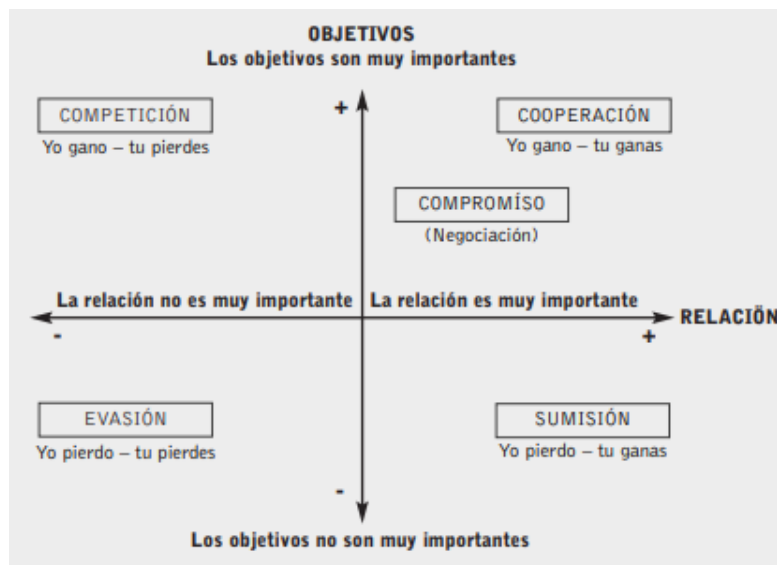 OBJETIVOS
Los objetivos son muy importantes
COMPETICIÓN
+
COOPERACIÓN
Yo gano – tu pierdes
Yo gano – tu ganas
COMPROMÍSO
(Negociación)
La relación no es muy importante
La relación es muy importante
RELACIÖN
-
+
EVASIÓN
SUMISIÓN
Yo pierdo – tu pierdes
Yo pierdo – tu ganas
-
Los objetivos no son muy importantes